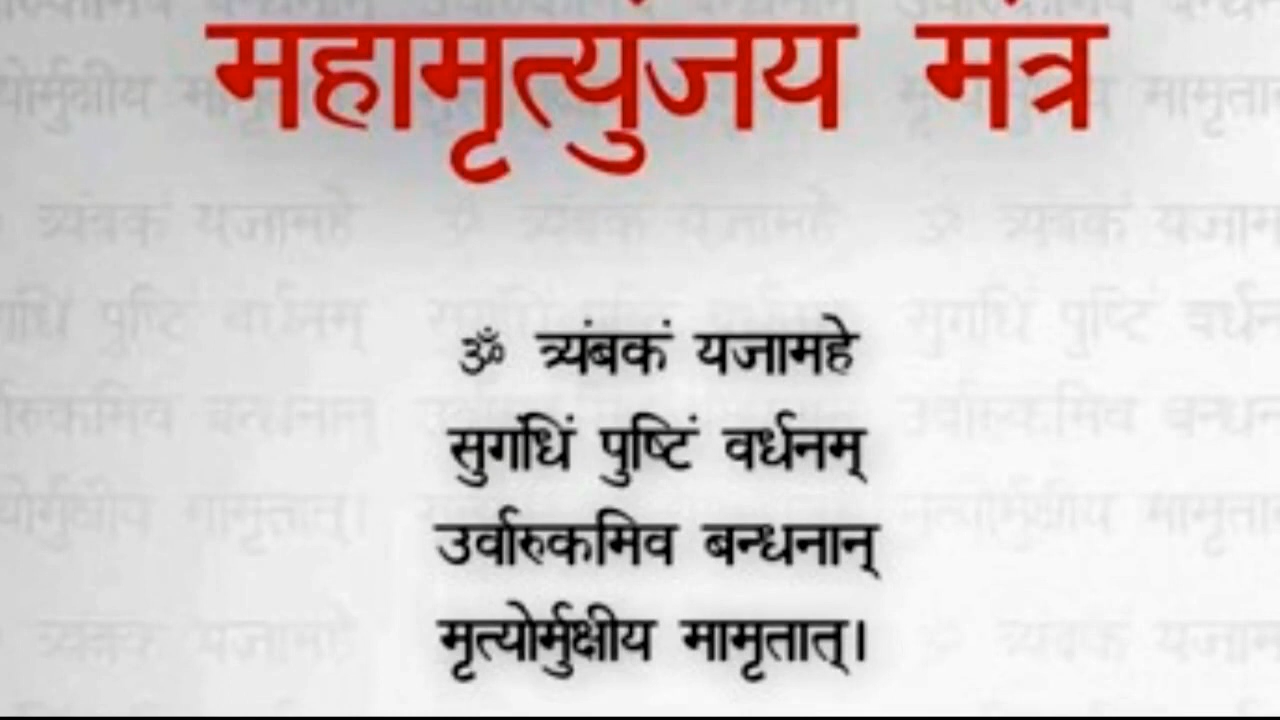 महामृत्युंजय मंत्र
ॐ त्र्यंबकं यजामहे
सुगंधिं पुष्टिं वर्धनम्
उर्वारुकमिव बन्धनान्
मृत्योर्मुक्षीय मामृतात्।